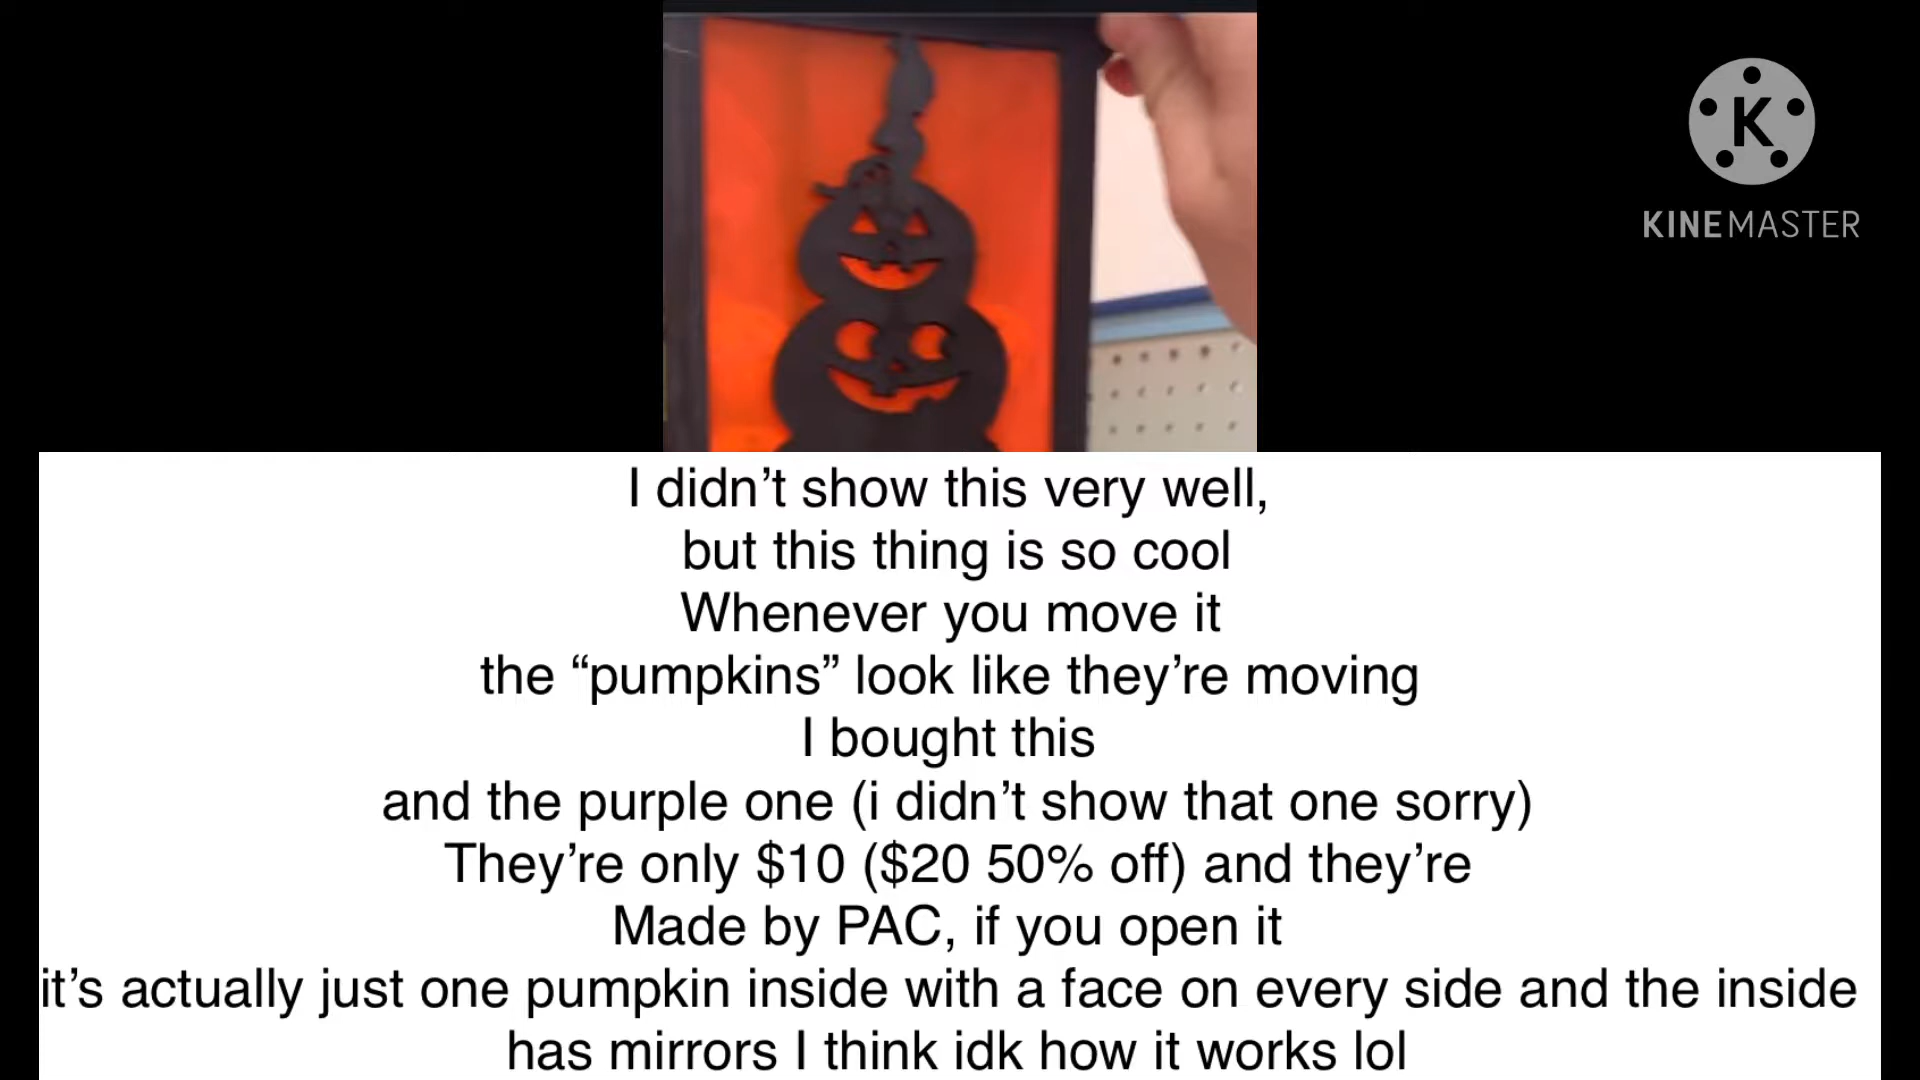 K
KINEMASTER
I didn’t show this very well,
but this thing is so cool
Whenever you move it
the “pumpkins” look like they’re moving
I bought this
and the purple one (i didn’t show that one sorry)
They’re only $10 ($20 50% off) and they’re
Made by PAC, if you open it
it’s actually just one pumpkin inside with a face on every side and the inside
has mirrors I think idk how it works lol